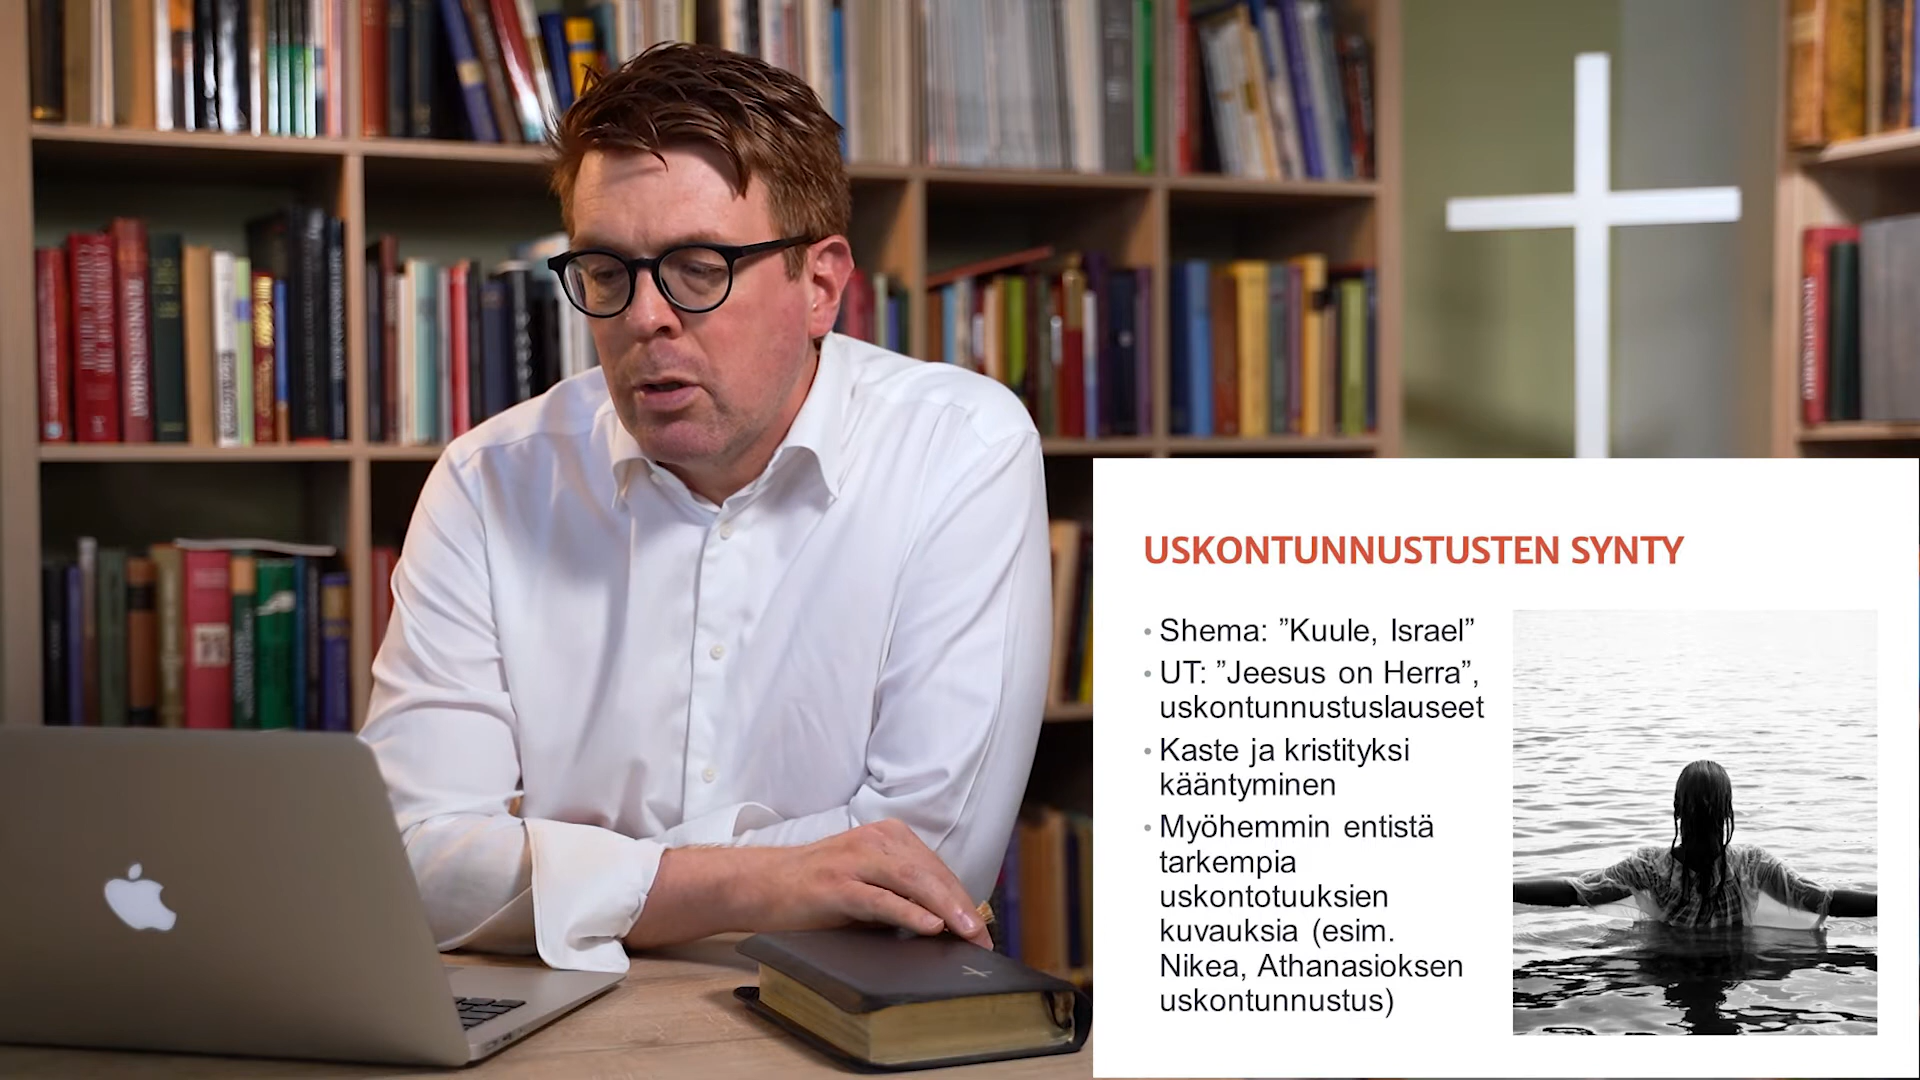 USKONTUNNUSTUSTEN SYNTY
• Shema: ”Kuule, Israel”
• UT: ”Jeesus on Herra”,
uskontunnustuslauseet
• Kaste ja kristityksi
kääntyminen
• Myöhemmin entistä
tarkempia
uskontotuuksien
kuvauksia (esim.
Nikea, Athanasioksen
uskontunnustus)